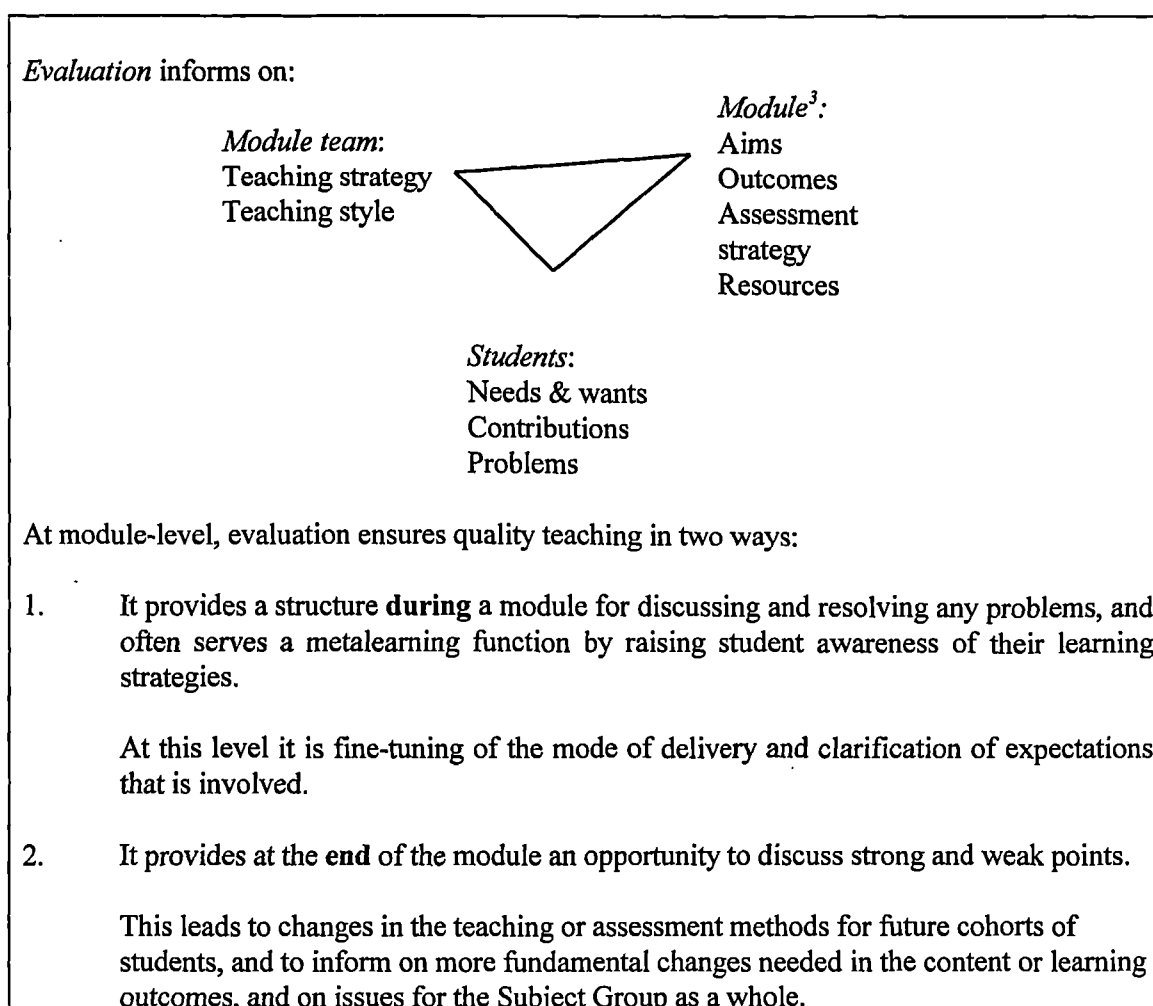 Evaluation informs on:
Module team:
Teaching strategy
Teaching style
Module³:
Aims
Outcomes
Assessment
strategy
Resources
Students:
Needs & wants
Contributions
Problems
At module-level, evaluation ensures quality teaching in two ways:
1. It provides a structure during a module for discussing and resolving any problems, and
often serves a metalearning function by raising student awareness of their learning
strategies.
At this level it is fine-tuning of the mode of delivery and clarification of expectations
that is involved.
2. It provides at the end of the module an opportunity to discuss strong and weak points.
This leads to changes in the teaching or assessment methods for future cohorts of
students, and to inform on more fundamental changes needed in the content or learning
outcomes, and on issues for the Subject Group as a whole.